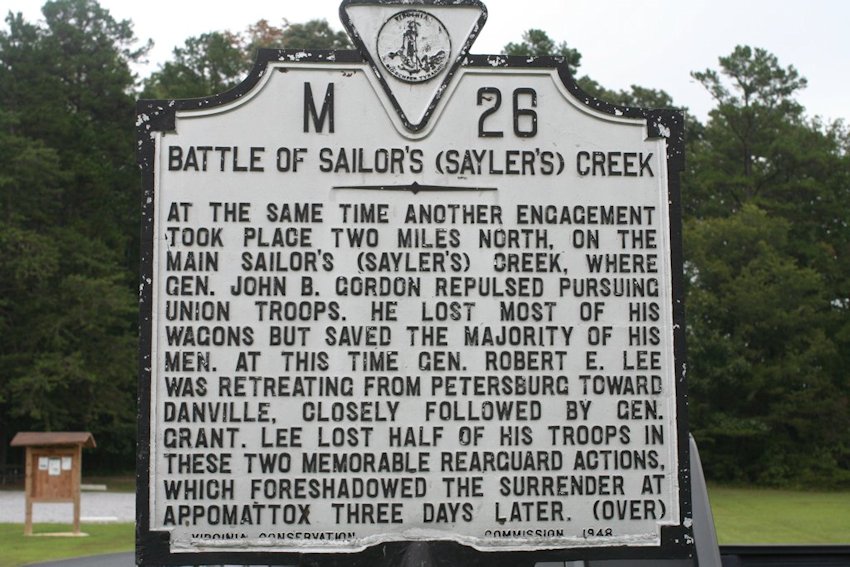 VIRGINIA
M 26
BATTLE OF SAILOR'S (SAYLER'S) CREEK
AT THE SAME TIME ANOTHER ENGAGEMENT
TOOK PLACE TWO MILES NORTH, ON THE
MAIN SAILOR'S (SAYLER'S) CREEK, WHERE
GEN. JOHN B. GORDON REPULSED PURSUING
UNION TROOPS. HE LOST MOST OF HIS
WAGONS BUT SAVED THE MAJORITY OF HIS
MEN. AT THIS TIME GEN. ROBERT E. LEE
WAS RETREATING FROM PETERSBURG TOWARD
DANVILLE, CLOSELY FOLLOWED BY GEN.
GRANT. LEE LOST HALF OF HIS TROOPS IN
THESE TWO MEMORABLE REARGUARD ACTIONS,
WHICH FORESHADOWED THE SURRENDER AT
APPOMATTOX THREE DAYS LATER. (OVER)
VIRGINIA CONSERVATION COMMISSION 1948